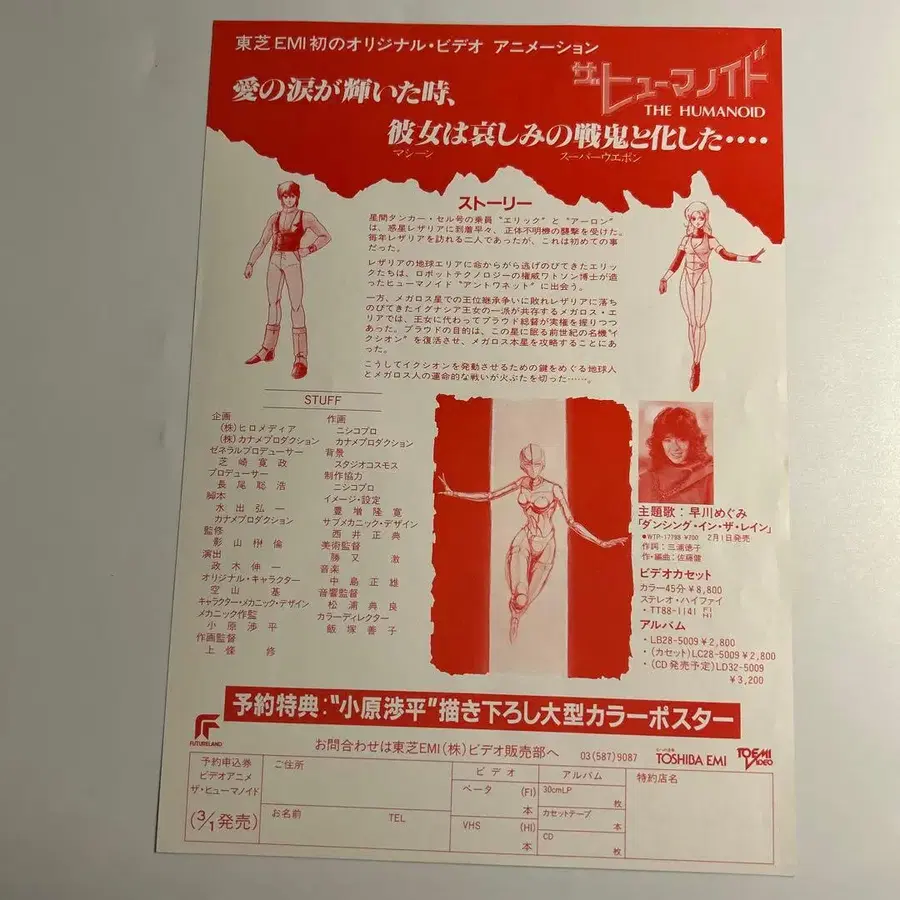 東芝EMI初のオリジナル・ビデオ アニメーション
ザ・ヒューマノイド
THE HUMANOID
愛の涙が輝いた時、
彼女は哀しみの戦鬼と化した‥‥
マシーン
スーパーウエポン
ストーリー
星間タンカー・セル号の乗員〝エリック〞と〝アーロン〞
は、惑星レザリアに到着早々、正体不明機の襲撃を受けた。
毎年レザリアを訪れる二人であったが、これは初めての事
だった。
レザリアの地球エリアに命からがら逃げのびてきたエリッ
クたちは、ロボットテクノロジーの権威ワトソン博士が造
ったヒューマノイド〝アントワネット〞に出会う。
一方、メガロス星での王位継承争いに敗れレザリアに落ち
のびてきたイグナシア王女の一派が共存するメガロス・エ
リアでは、王女に代わってプラウド総督が実権を握りつつ
あった。プラウドの目的は、この星に眠る前世紀の名機〝イ
クシオン〞を復活させ、メガロス本星を攻略することにあ
った。
こうしてイクシオンを発動させるための鍵をめぐる地球人
とメガロス人の運命的な戦いが火ぶたを切った……。
STUFF
企画
(株)ヒロメディア
(株)カナメプロダクション
ゼネラルプロデューサー
芝崎寛政
プロデューサー
長尾聡浩
脚本
水出弘一
カナメプロダクション
監修
影山楙倫
演出
政木伸一
オリジナル・キャラクター
空山基
キャラクター・メカニック・デザイン
メカニック作監
小原渉平
作画監督
上條修
作画
ニシコプロ
カナメプロダクション
背景
スタジオコスモス
制作協力
ニシコプロ
イメージ・設定
豊増隆寛
サブメカニック・デザイン
西井正典
美術監督
勝又激
音楽
中島正雄
音響監督
松浦典良
カラーディレクター
飯塚善子
主題歌：早川めぐみ
「ダンシング・イン・ザ・レイン」
●WTP-17788 ¥700 2月1日発売
作詞：三浦徳子
作・編曲：佐藤健
ビデオカセット
カラー45分¥8,800
ステレオ・ハイファイ
・TT88-1141 FI
HI
アルバム
・LB28-5009¥2,800
・(カセット)LC28-5009¥2,800
・(CD発売予定)LD32-5009
¥3,200
予約特典：〝小原渉平〞描き下ろし大型カラーポスター
FUTURELAND
お問合わせは東芝EMI(株)ビデオ販売部へ 03(587)9087
TOSHIBA EMI
TOEMI VIDEO
予約申込券
ビデオアニメ
ザ・ヒューマノイド
(3/1発売)
ご住所
お名前
TEL
ビデオ
ベータ (FI)
本
VHS (HI)
本
アルバム
30cmLP
枚
カセットテープ
本
CD
枚
特約店名